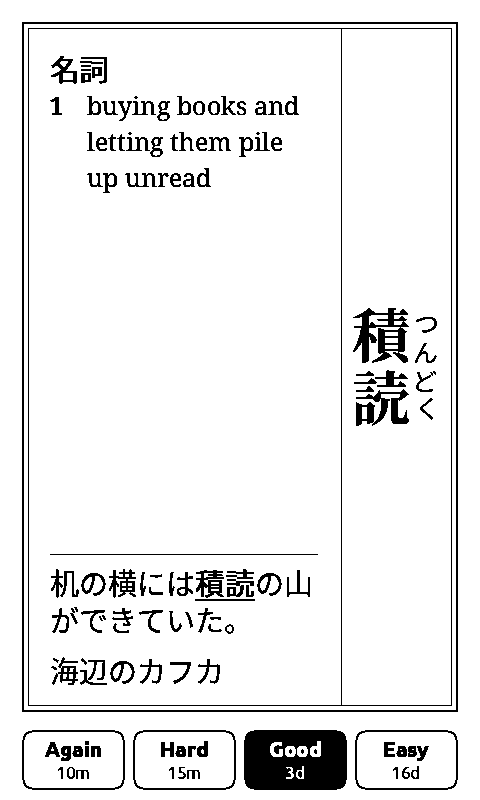 積読
つんどく
名詞
1 buying books and
letting them pile
up unread
机の横には積読の山
ができていた。
海辺のカフカ
Again Hard Good Easy
10m 15m 3d 16d